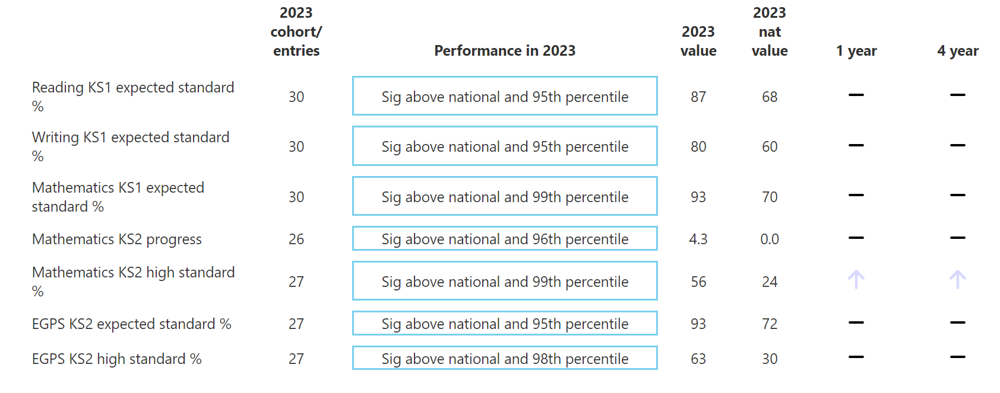 2023 cohort/ entries Performance in 2023 2023 value 2023 nat value 1 year 4 year
Reading KS1 expected standard % 30 Sig above national and 95th percentile 87 68 — —
Writing KS1 expected standard % 30 Sig above national and 95th percentile 80 60 — —
Mathematics KS1 expected standard % 30 Sig above national and 99th percentile 93 70 — —
Mathematics KS2 progress 26 Sig above national and 96th percentile 4.3 0.0 — —
Mathematics KS2 high standard % 27 Sig above national and 99th percentile 56 24 ↑ ↑
EGPS KS2 expected standard % 27 Sig above national and 95th percentile 93 72 — —
EGPS KS2 high standard % 27 Sig above national and 98th percentile 63 30 — —